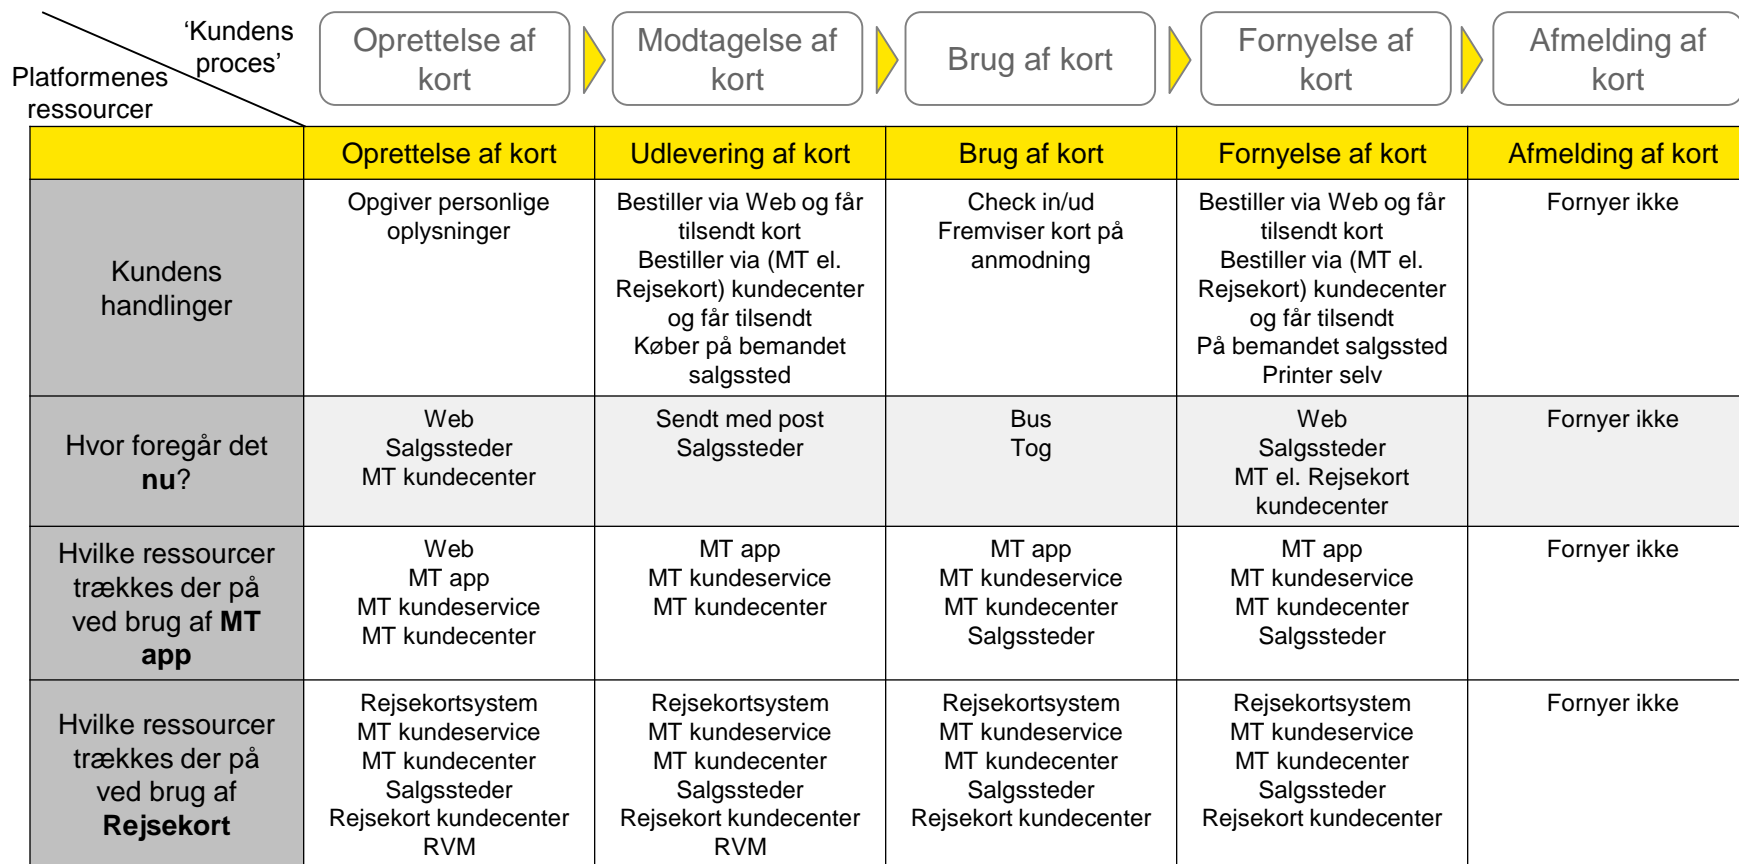 ‘Kundens
proces’
Platformenes
ressourcer
Oprettelse af
kort
Modtagelse af
kort
Brug af kort
Fornyelse af
kort
Afmelding af
kort
Oprettelse af kort
Udlevering af kort
Brug af kort
Fornyelse af kort
Afmelding af kort
Kundens
handlinger
Opgiver personlige
oplysninger
Bestiller via Web og får
tilsendt kort
Bestiller via (MT el.
Rejsekort) kundecenter
og får tilsendt
Køber på bemandet
salgssted
Check in/ud
Fremviser kort på
anmodning
Bestiller via Web og får
tilsendt kort
Bestiller via (MT el.
Rejsekort) kundecenter
og får tilsendt
På bemandet salgssted
Printer selv
Fornyer ikke
Hvor foregår det
nu?
Web
Salgssteder
MT kundecenter
Sendt med post
Salgssteder
Bus
Tog
Web
Salgssteder
MT el. Rejsekort
kundecenter
Fornyer ikke
Hvilke ressourcer
trækkes der på
ved brug af MT
app
Web
MT app
MT kundeservice
MT kundecenter
MT app
MT kundeservice
MT kundecenter
MT app
MT kundeservice
MT kundecenter
Salgssteder
MT app
MT kundeservice
MT kundecenter
Salgssteder
Fornyer ikke
Hvilke ressourcer
trækkes der på
ved brug af
Rejsekort
Rejsekortsystem
MT kundeservice
MT kundecenter
Salgssteder
Rejsekort kundecenter
RVM
Rejsekortsystem
MT kundeservice
MT kundecenter
Salgssteder
Rejsekort kundecenter
RVM
Rejsekortsystem
MT kundeservice
MT kundecenter
Salgssteder
Rejsekort kundecenter
Rejsekortsystem
MT kundeservice
MT kundecenter
Salgssteder
Rejsekort kundecenter
Fornyer ikke